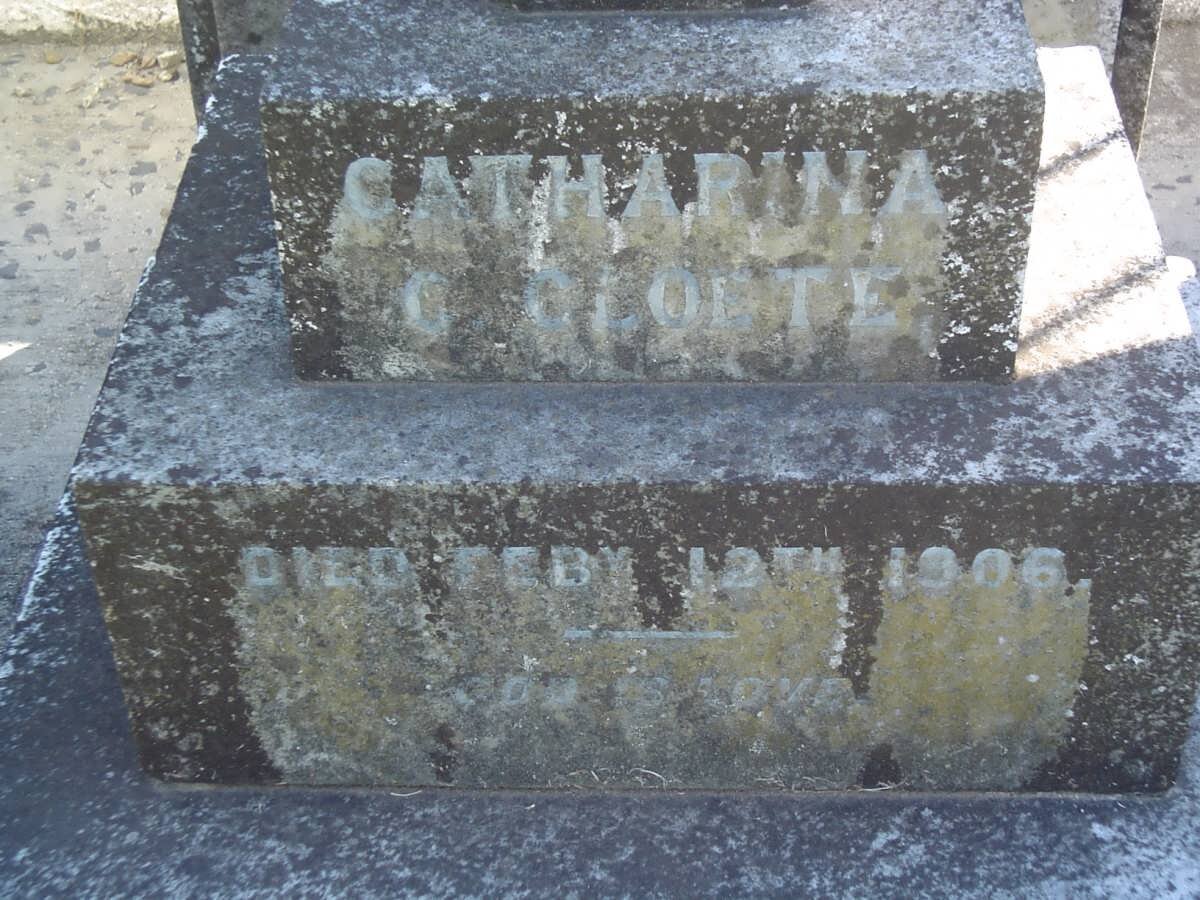 CATHARINA
C CLOETE
DIED FEBY 12TH 1906.
GOD IS LOVE.